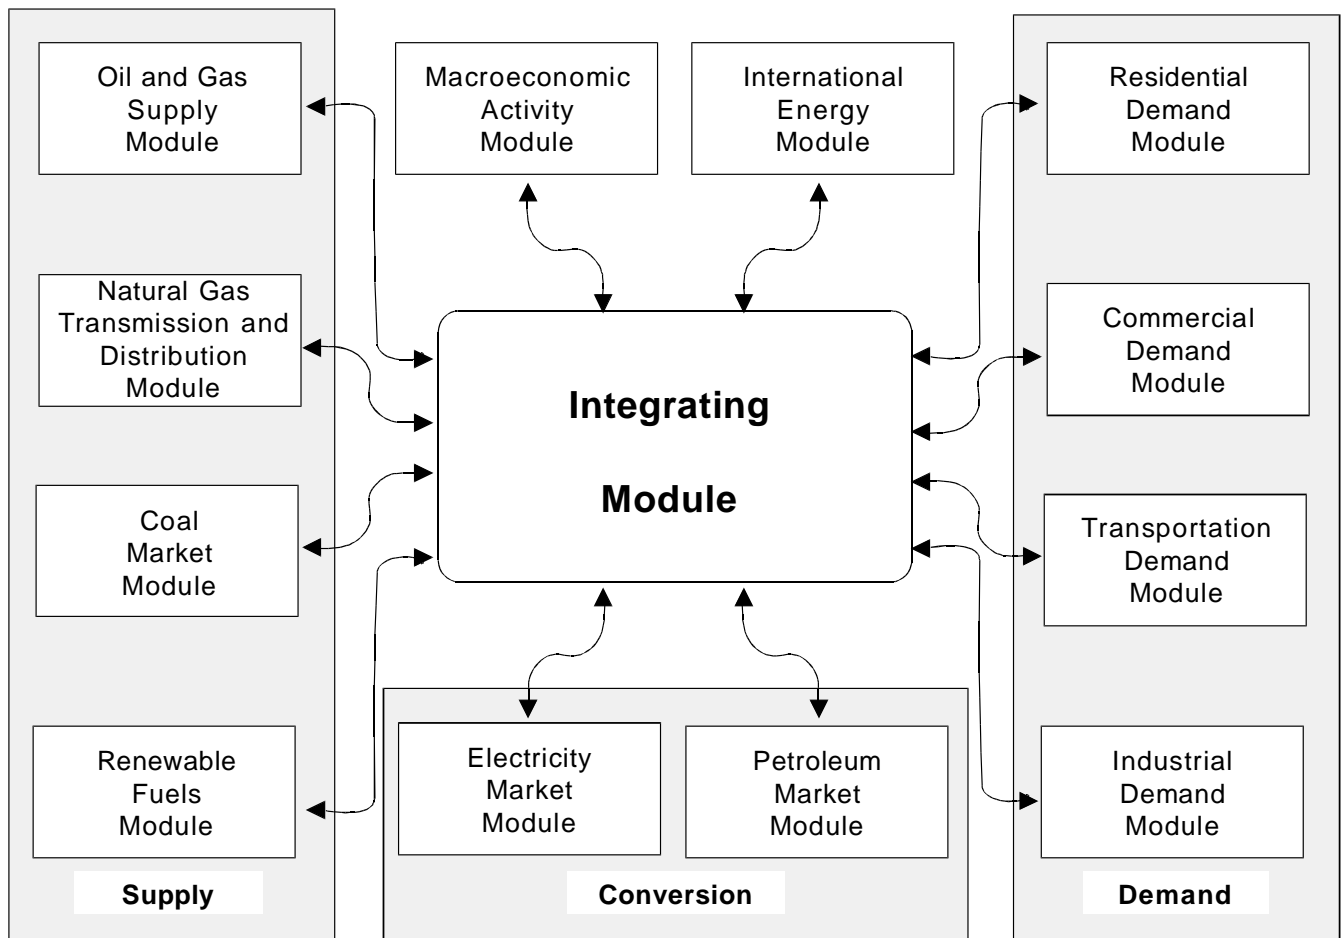 Oil and Gas
Supply
Module
Macroeconomic
Activity
Module
International
Energy
Module
Residential
Demand
Module
Natural Gas
Transmission and
Distribution
Module
Commercial
Demand
Module
Integrating
Module
Coal
Market
Module
Transportation
Demand
Module
Renewable
Fuels
Module
Electricity
Market
Module
Petroleum
Market
Module
Industrial
Demand
Module
Supply
Conversion
Demand